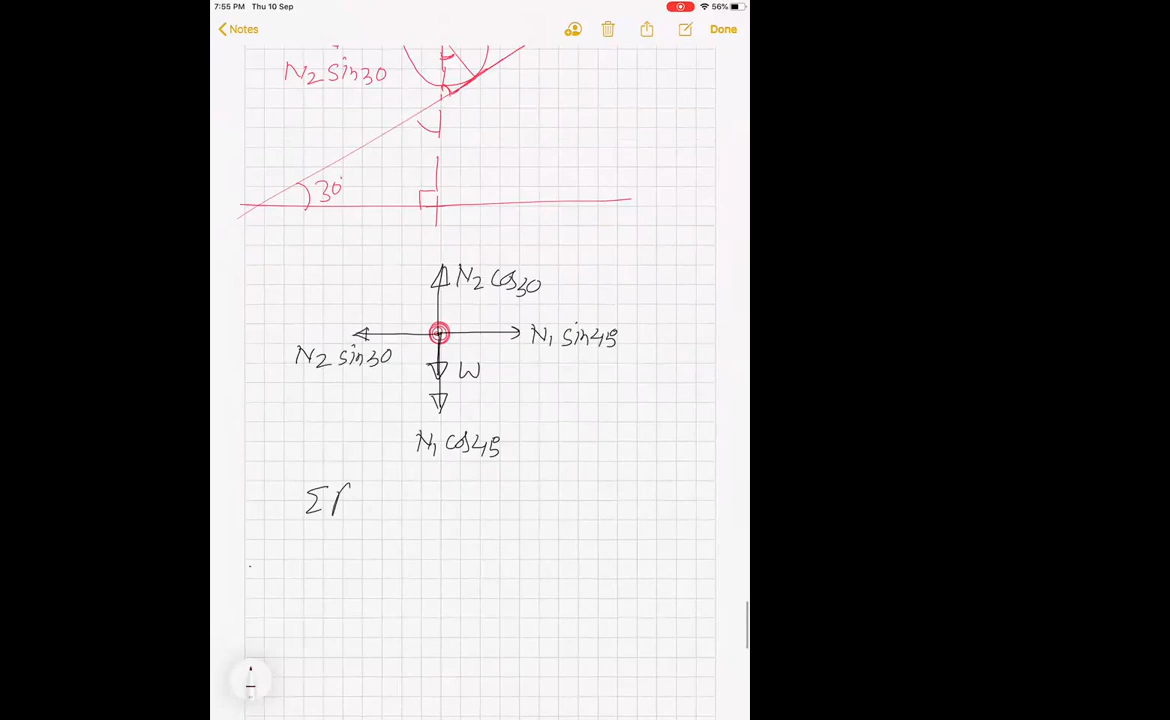 7:55 PM Thu 10 Sep
56%
Notes
Done
N2 sin30
30°
N2 cos30
N1 sin45
N2 sin30
W
N1 cos45
Σ